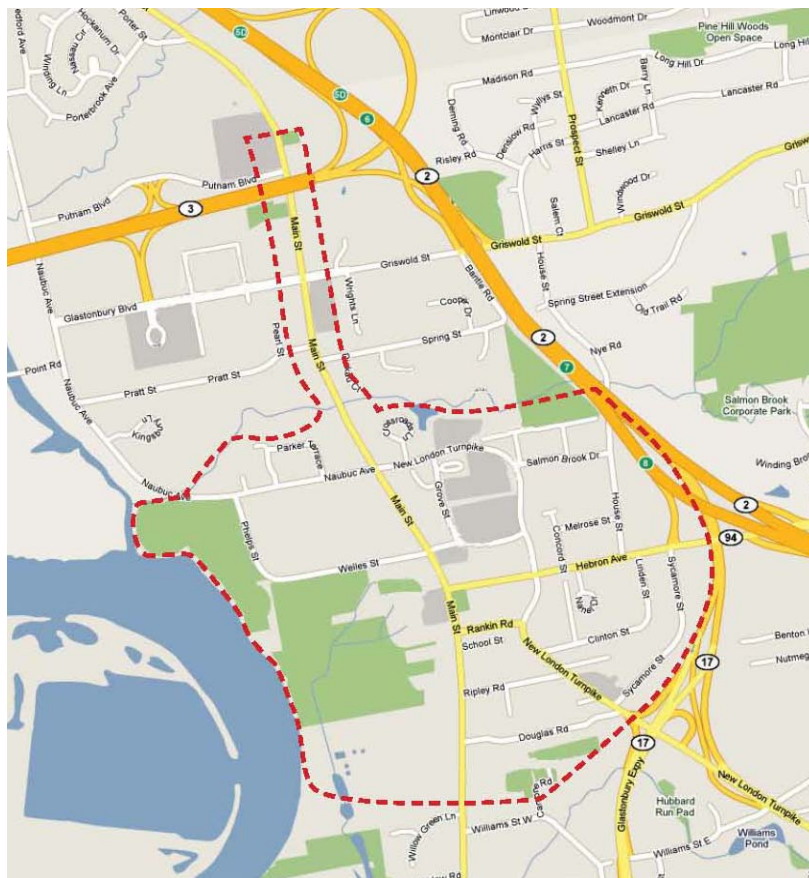 Linwood Dr
Woodmont Dr
Montclair Dr
Pine Hill Woods
Open Space
Hockanum Dr
Porter St
Nassau Cir
Winding Ln
Porterbrook Ave
5D
5D
6
Long Hill Dr
Long Hill
Madison Rd
Barry Ln
Kenneth Dr
Wyllys St
Lancaster Rd
Lancaster Rd
Deming Rd
Denslow Rd
Harris St
Prospect St
Shelley Ln
Risley Rd
Windwood Dr
Putnam Blvd
Putnam Blvd
2
3
Main St
Salem Ct
Griswold St
Griswold St
Griswold St
House St
Naubuc Ave
Glastonbury Blvd
Wrights Ln
Bantle Rd
Cooper Dr
Spring Street Extension
Old Trail Rd
Spring St
Pearl St
Main St
2
7
Nye Rd
Point Rd
Pratt St
Pratt St
Naubuc Ave
Salmon Brook
Corporate Park
Crossroads Ln
Parker Terrace
Naubuc Ave
New London Turnpike
Salmon Brook Dr
8
Winding Bro
Naubuc Ave
Grove St
Main St
House St
2
94
Phelps St
Welles St
Melrose St
Concord St
Hebron Ave
Linden St
Sycamore St
Main St
Rankin Rd
School St
Clinton St
New London Turnpike
Benton
Nutmeg
17
Ripley Rd
Sycamore St
Douglas Rd
17
Glastonbury Expy
New London Turnpike
Rd
Willow Green Ln
Williams St W
Hubbard
Run Pad
Williams St E
Williams
Pond